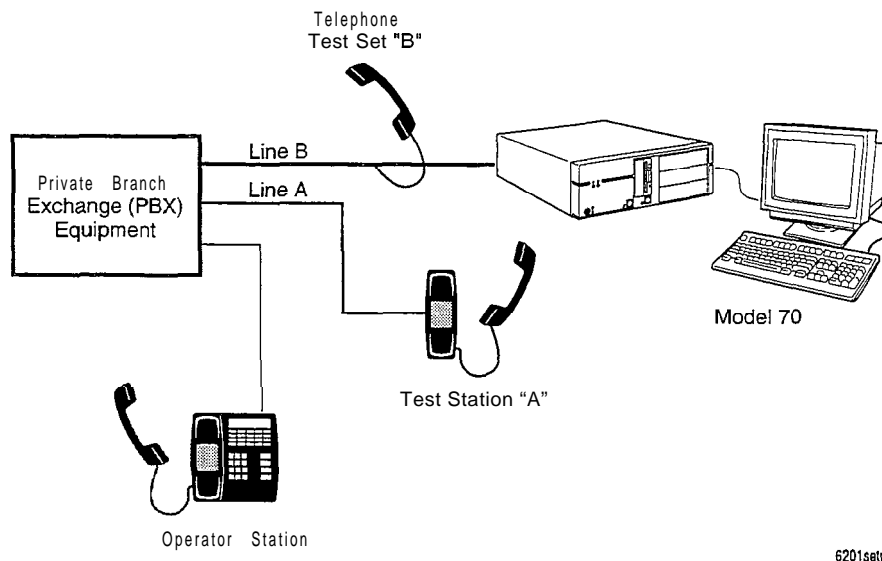 Telephone
Test Set "B"
Line B
Private Branch
Exchange (PBX)
Equipment
Line A
Model 70
Test Station “A”
Operator Station